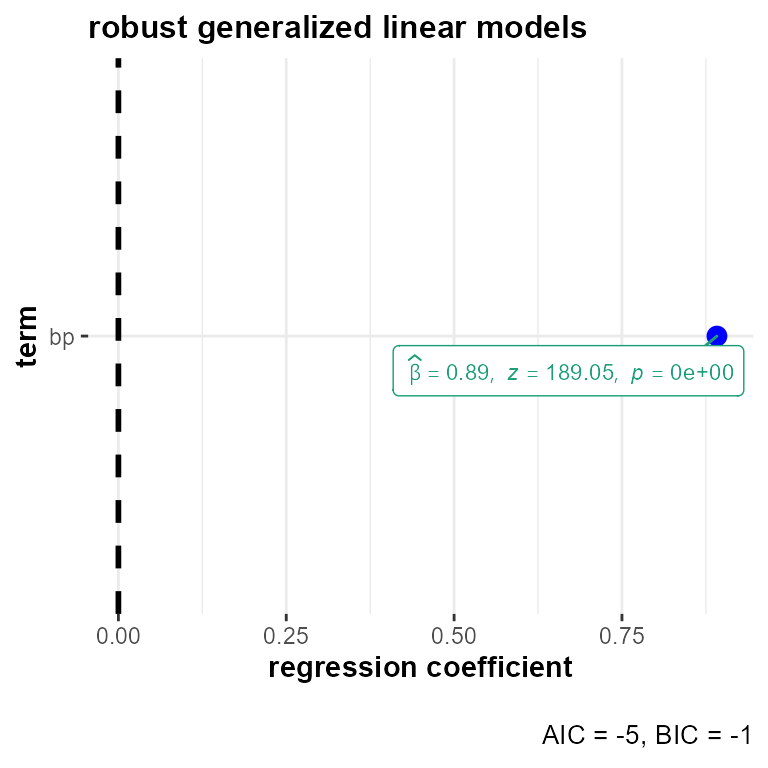 robust generalized linear models
term
bp
β̂ = 0.89, z = 189.05, p = 0e+00
0.00 0.25 0.50 0.75
regression coefficient
AIC = -5, BIC = -1